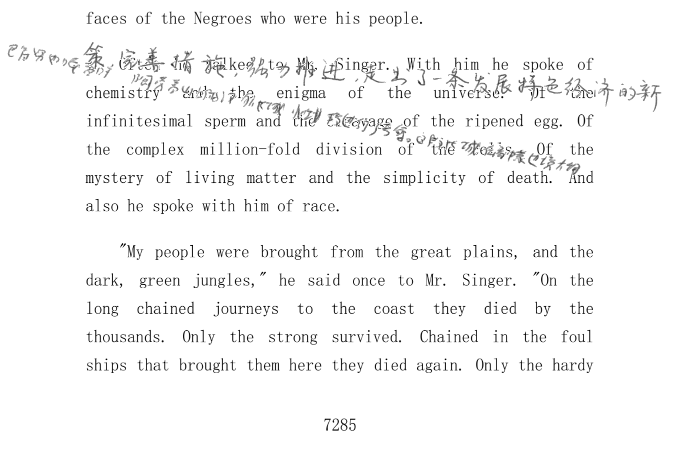 faces of the Negroes who were his people.
talked to Mr. Singer. With him he spoke of
策,完善措施,强力推进,走出了一条发展特色经济的新
chemistry and the enigma of the universe. Of the
infinitesimal sperm and the cleavage of the ripened egg. Of
the complex million-fold division of the cells. Of the
mystery of living matter and the simplicity of death. And
also he spoke with him of race.
"My people were brought from the great plains, and the
dark, green jungles," he said once to Mr. Singer. "On the
long chained journeys to the coast they died by the
thousands. Only the strong survived. Chained in the foul
ships that brought them here they died again. Only the hardy
7285